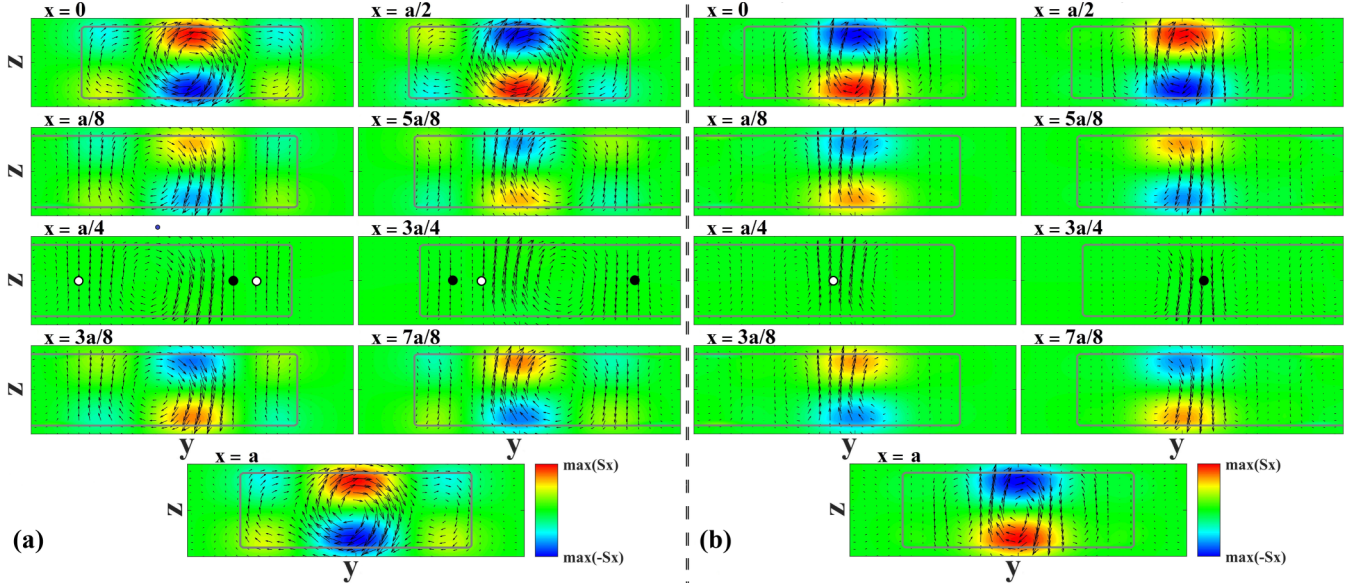 x = 0
x = a/2
x = 0
x = a/2
z
z
x = a/8
x = 5a/8
x = a/8
x = 5a/8
z
z
x = a/4
x = 3a/4
x = a/4
x = 3a/4
z
z
x = 3a/8
x = 7a/8
x = 3a/8
x = 7a/8
z
z
y
y
y
y
x = a
max(Sx)
x = a
max(Sx)
z
z
(a)
max(-Sx)
(b)
max(-Sx)
y
y